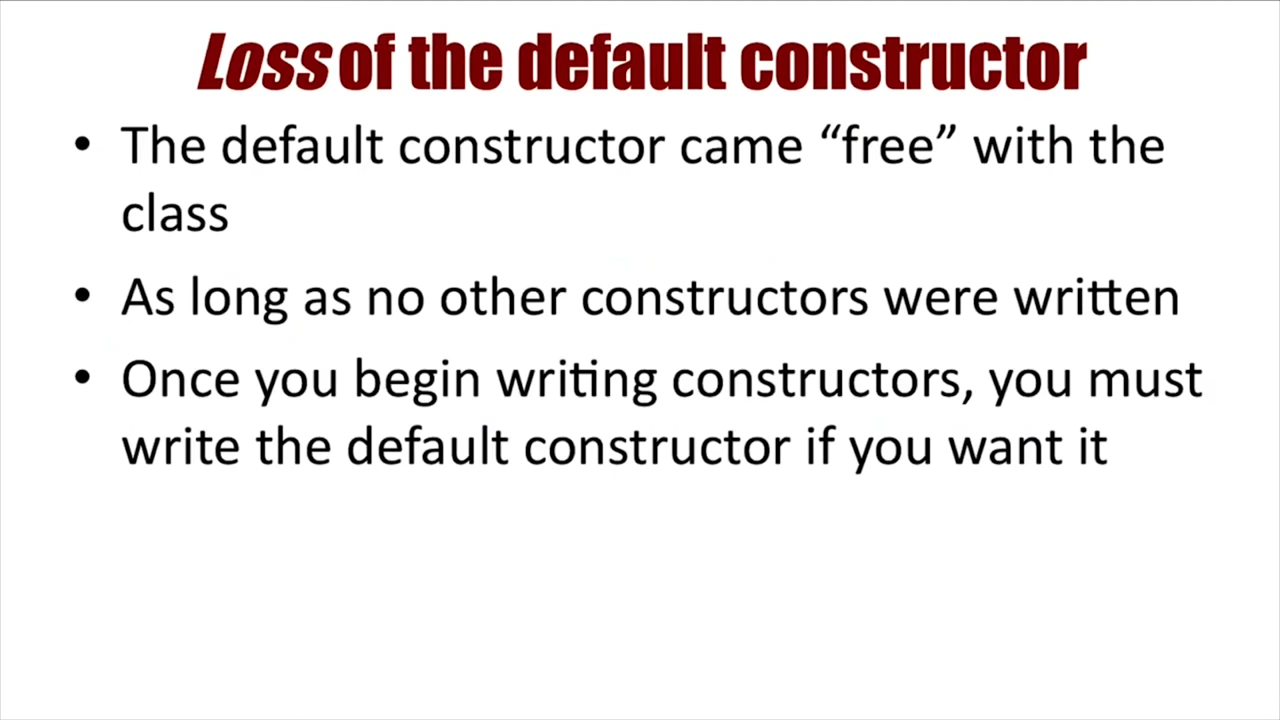 Loss of the default constructor
• The default constructor came “free” with the
class
• As long as no other constructors were written
• Once you begin writing constructors, you must
write the default constructor if you want it